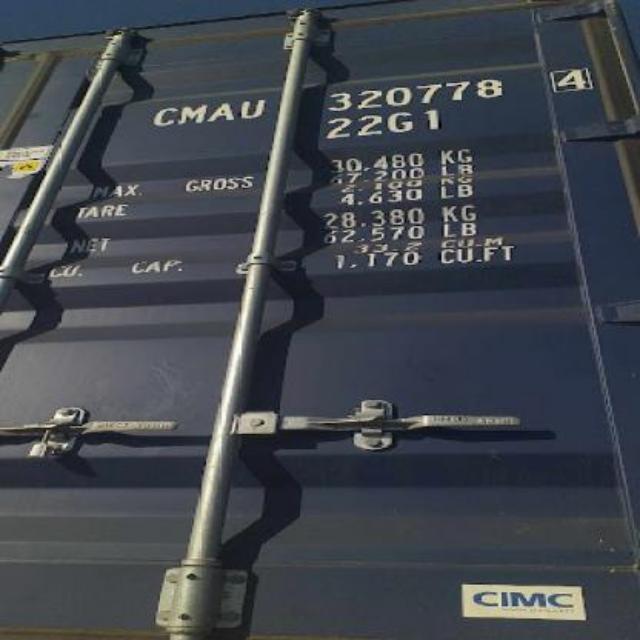 CMAU 320778 4
22G1
MAX. GROSS 30.480 KG
67.200 LB
TARE 2.100 KG
4.630 LB
NET 28.380 KG
62.570 LB
CU. CAP. 33.2 CU.M
1.170 CU.FT
CIMC